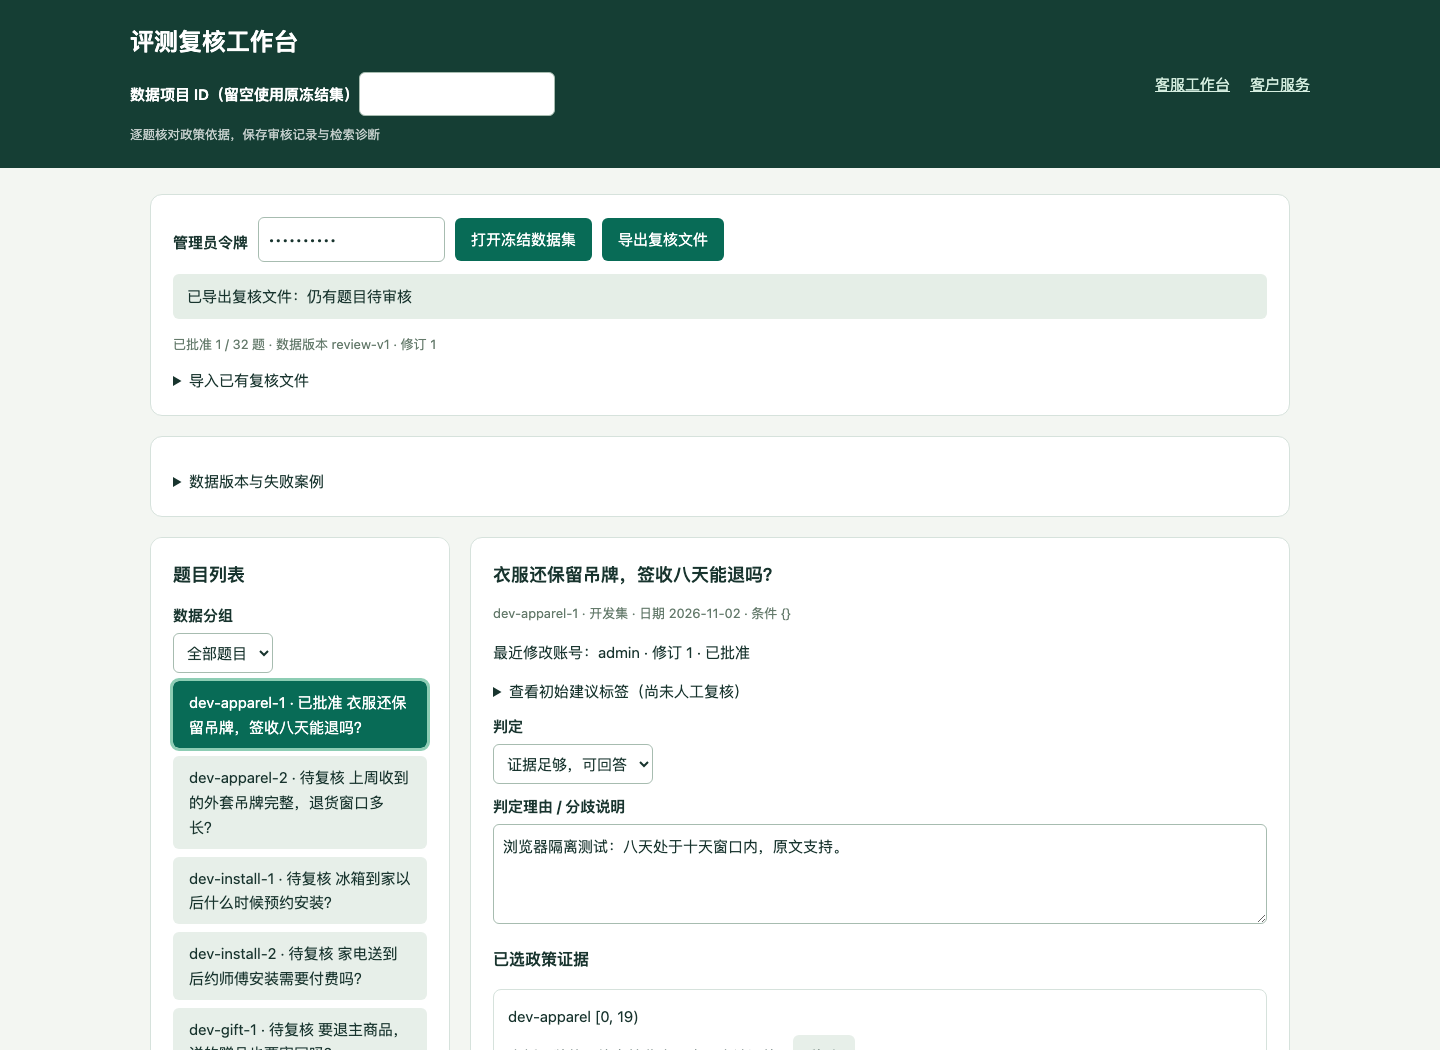 评测复核工作台
数据项目 ID（留空使用原冻结集）
逐题核对政策依据，保存审核记录与检索诊断
客服工作台 客户服务
管理员令牌 •••••••••• 打开冻结数据集 导出复核文件
已导出复核文件：仍有题目待审核
已批准 1 / 32 题 · 数据版本 review-v1 · 修订 1
▶ 导入已有复核文件
▶ 数据版本与失败案例
题目列表
数据分组
全部题目
dev-apparel-1 · 已批准 衣服还保
留吊牌，签收八天能退吗？
dev-apparel-2 · 待复核 上周收到
的外套吊牌完整，退货窗口多
长？
dev-install-1 · 待复核 冰箱到家以
后什么时候预约安装？
dev-install-2 · 待复核 家电送到
后约师傅安装需要付费吗？
dev-gift-1 · 待复核 要退主商品，
衣服还保留吊牌，签收八天能退吗？
dev-apparel-1 · 开发集 · 日期 2026-11-02 · 条件 {}
最近修改账号：admin · 修订 1 · 已批准
▶ 查看初始建议标签（尚未人工复核）
判定
证据足够，可回答
判定理由 / 分歧说明
浏览器隔离测试：八天处于十天窗口内，原文支持。
已选政策证据
dev-apparel [0, 19)